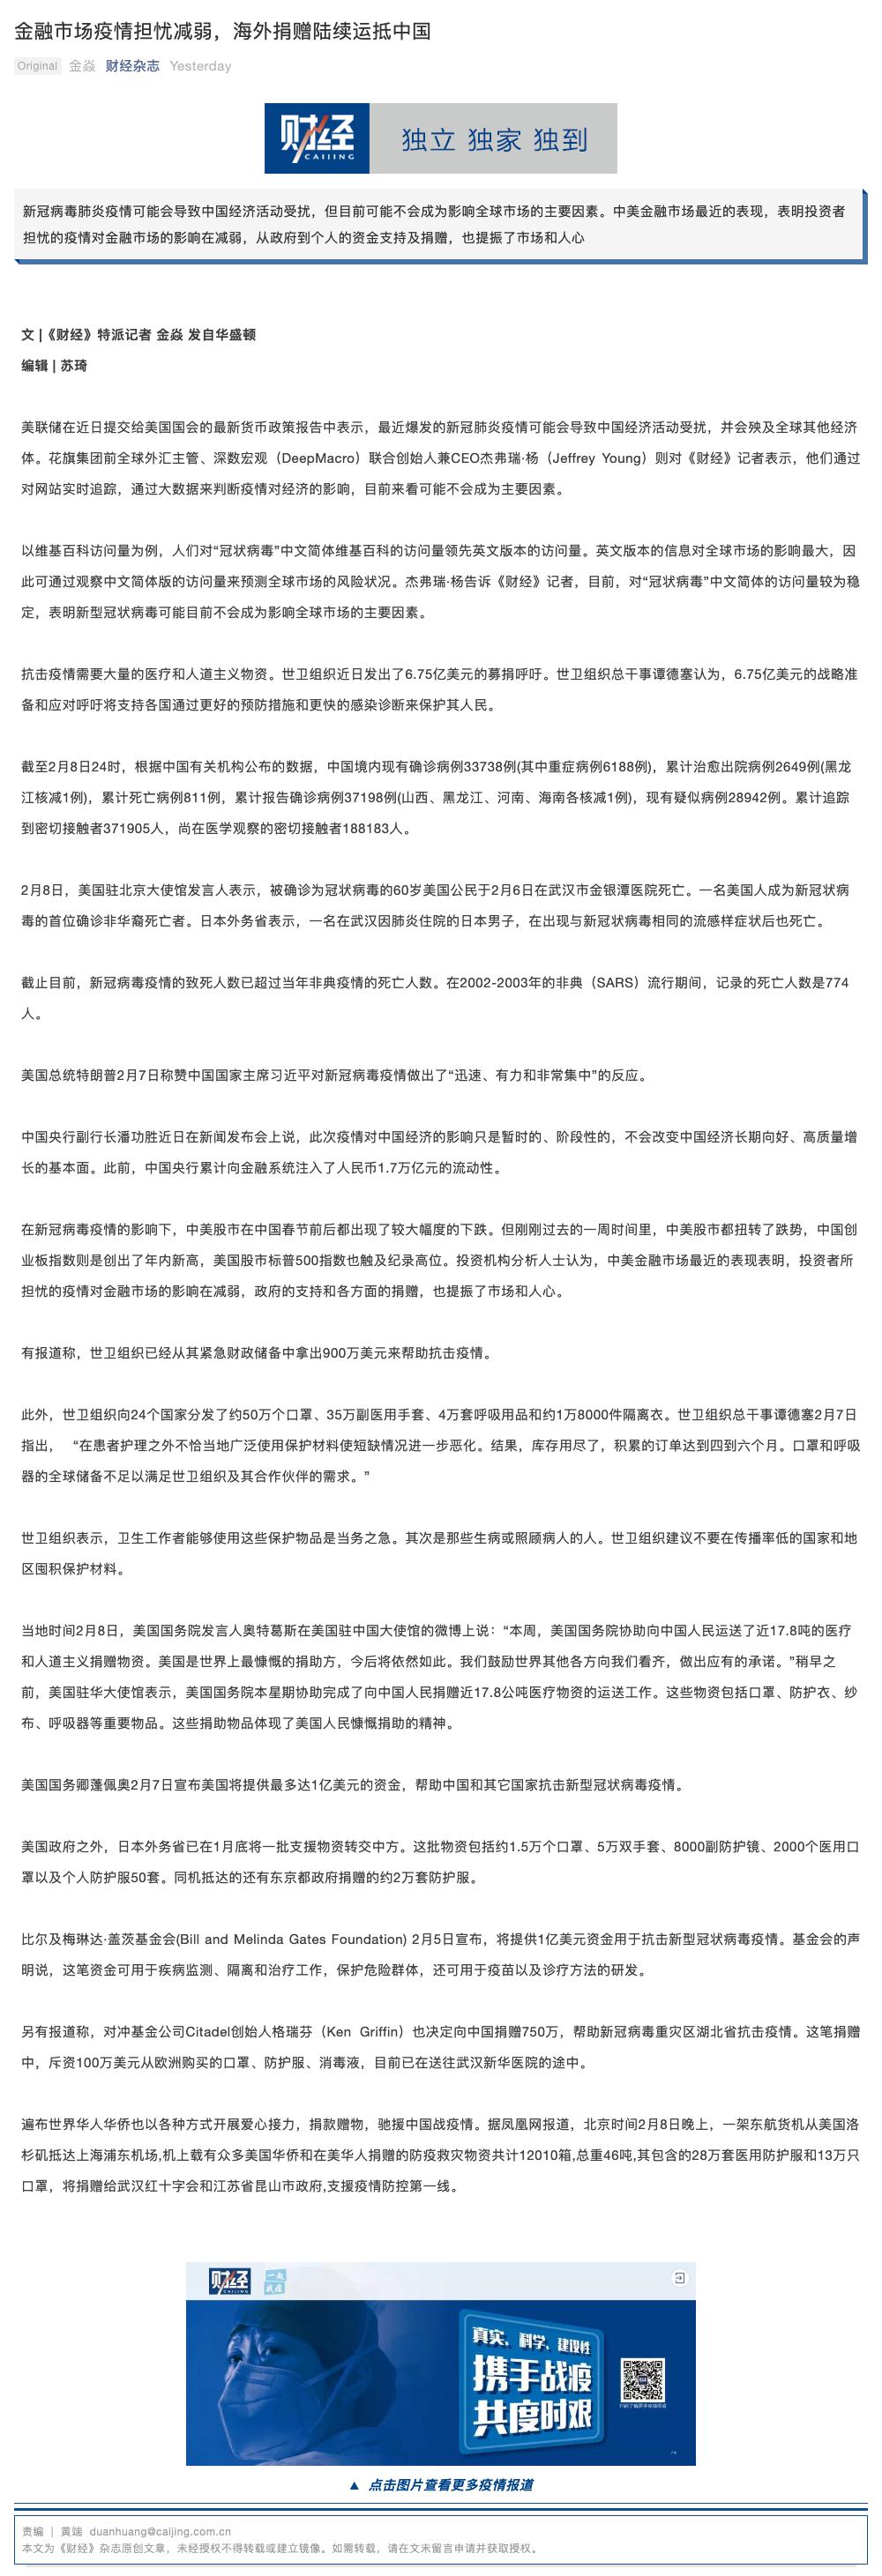 金融市场疫情担忧减弱，海外捐赠陆续运抵中国
Original 金焱 财经杂志 Yesterday
财经 CAIJING 独立 独家 独到
新冠病毒肺炎疫情可能会导致中国经济活动受扰，但目前可能不会成为影响全球市场的主要因素。中美金融市场最近的表现，表明投资者
担忧的疫情对金融市场的影响在减弱，从政府到个人的资金支持及捐赠，也提振了市场和人心
文 |《财经》特派记者 金焱 发自华盛顿
编辑 | 苏琦
美联储在近日提交给美国国会的最新货币政策报告中表示，最近爆发的新冠肺炎疫情可能会导致中国经济活动受扰，并会殃及全球其他经济
体。花旗集团前全球外汇主管、深数宏观（DeepMacro）联合创始人兼CEO杰弗瑞·杨（Jeffrey Young）则对《财经》记者表示，他们通过
对网站实时追踪，通过大数据来判断疫情对经济的影响，目前来看可能不会成为主要因素。
以维基百科访问量为例，人们对“冠状病毒”中文简体维基百科的访问量领先英文版本的访问量。英文版本的信息对全球市场的影响最大，因
此可通过观察中文简体版的访问量来预测全球市场的风险状况。杰弗瑞·杨告诉《财经》记者，目前，对“冠状病毒”中文简体的访问量较为稳
定，表明新型冠状病毒可能目前不会成为影响全球市场的主要因素。
抗击疫情需要大量的医疗和人道主义物资。世卫组织近日发出了6.75亿美元的募捐呼吁。世卫组织总干事谭德塞认为，6.75亿美元的战略准
备和应对呼吁将支持各国通过更好的预防措施和更快的感染诊断来保护其人民。
截至2月8日24时，根据中国有关机构公布的数据，中国境内现有确诊病例33738例(其中重症病例6188例)，累计治愈出院病例2649例(黑龙
江核减1例)，累计死亡病例811例，累计报告确诊病例37198例(山西、黑龙江、河南、海南各核减1例)，现有疑似病例28942例。累计追踪
到密切接触者371905人，尚在医学观察的密切接触者188183人。
2月8日，美国驻北京大使馆发言人表示，被确诊为冠状病毒的60岁美国公民于2月6日在武汉市金银潭医院死亡。一名美国人成为新冠状病
毒的首位确诊非华裔死亡者。日本外务省表示，一名在武汉因肺炎住院的日本男子，在出现与新冠状病毒相同的流感样症状后也死亡。
截止目前，新冠病毒疫情的致死人数已超过当年非典疫情的死亡人数。在2002-2003年的非典（SARS）流行期间，记录的死亡人数是774
人。
美国总统特朗普2月7日称赞中国国家主席习近平对新冠病毒疫情做出了“迅速、有力和非常集中”的反应。
中国央行副行长潘功胜近日在新闻发布会上说，此次疫情对中国经济的影响只是暂时的、阶段性的，不会改变中国经济长期向好、高质量增
长的基本面。此前，中国央行累计向金融系统注入了人民币1.7万亿元的流动性。
在新冠病毒疫情的影响下，中美股市在中国春节前后都出现了较大幅度的下跌。但刚刚过去的一周时间里，中美股市都扭转了跌势，中国创
业板指数则是创出了年内新高，美国股市标普500指数也触及纪录高位。投资机构分析人士认为，中美金融市场最近的表现表明，投资者所
担忧的疫情对金融市场的影响在减弱，政府的支持和各方面的捐赠，也提振了市场和人心。
有报道称，世卫组织已经从其紧急财政储备中拿出900万美元来帮助抗击疫情。
此外，世卫组织向24个国家分发了约50万个口罩、35万副医用手套、4万套呼吸用品和约1万8000件隔离衣。世卫组织总干事谭德塞2月7日
指出， “在患者护理之外不恰当地广泛使用保护材料使短缺情况进一步恶化。结果，库存用尽了，积累的订单达到四到六个月。口罩和呼吸
器的全球储备不足以满足世卫组织及其合作伙伴的需求。”
世卫组织表示，卫生工作者能够使用这些保护物品是当务之急。其次是那些生病或照顾病人的人。世卫组织建议不要在传播率低的国家和地
区囤积保护材料。
当地时间2月8日，美国国务院发言人奥特葛斯在美国驻中国大使馆的微博上说：“本周，美国国务院协助向中国人民运送了近17.8吨的医疗
和人道主义捐赠物资。美国是世界上最慷慨的捐助方，今后将依然如此。我们鼓励世界其他各方向我们看齐，做出应有的承诺。”稍早之
前，美国驻华大使馆表示，美国国务院本星期协助完成了向中国人民捐赠近17.8公吨医疗物资的运送工作。这些物资包括口罩、防护衣、纱
布、呼吸器等重要物品。这些捐助物品体现了美国人民慷慨捐助的精神。
美国国务卿蓬佩奥2月7日宣布美国将提供最多达1亿美元的资金，帮助中国和其它国家抗击新型冠状病毒疫情。
美国政府之外，日本外务省已在1月底将一批支援物资转交中方。这批物资包括约1.5万个口罩、5万双手套、8000副防护镜、2000个医用口
罩以及个人防护服50套。同机抵达的还有东京都政府捐赠的约2万套防护服。
比尔及梅琳达·盖茨基金会(Bill and Melinda Gates Foundation) 2月5日宣布，将提供1亿美元资金用于抗击新型冠状病毒疫情。基金会的声
明说，这笔资金可用于疾病监测、隔离和治疗工作，保护危险群体，还可用于疫苗以及诊疗方法的研发。
另有报道称，对冲基金公司Citadel创始人格瑞芬（Ken Griffin）也决定向中国捐赠750万，帮助新冠病毒重灾区湖北省抗击疫情。这笔捐赠
中，斥资100万美元从欧洲购买的口罩、防护服、消毒液，目前已在送往武汉新华医院的途中。
遍布世界华人华侨也以各种方式开展爱心接力，捐款赠物，驰援中国战疫情。据凤凰网报道，北京时间2月8日晚上，一架东航货机从美国洛
杉矶抵达上海浦东机场,机上载有众多美国华侨和在美华人捐赠的防疫救灾物资共计12010箱,总重46吨,其包含的28万套医用防护服和13万只
口罩，将捐赠给武汉红十字会和江苏省昆山市政府,支援疫情防控第一线。
财经 CAIJING 一起战疫
真实、科学、建设性
携手战疫
共度时艰
▲ 点击图片查看更多疫情报道
责编 | 黄端 duanhuang@caijing.com.cn
本文为《财经》杂志原创文章，未经授权不得转载或建立镜像。如需转载，请在文末留言申请并获取授权。